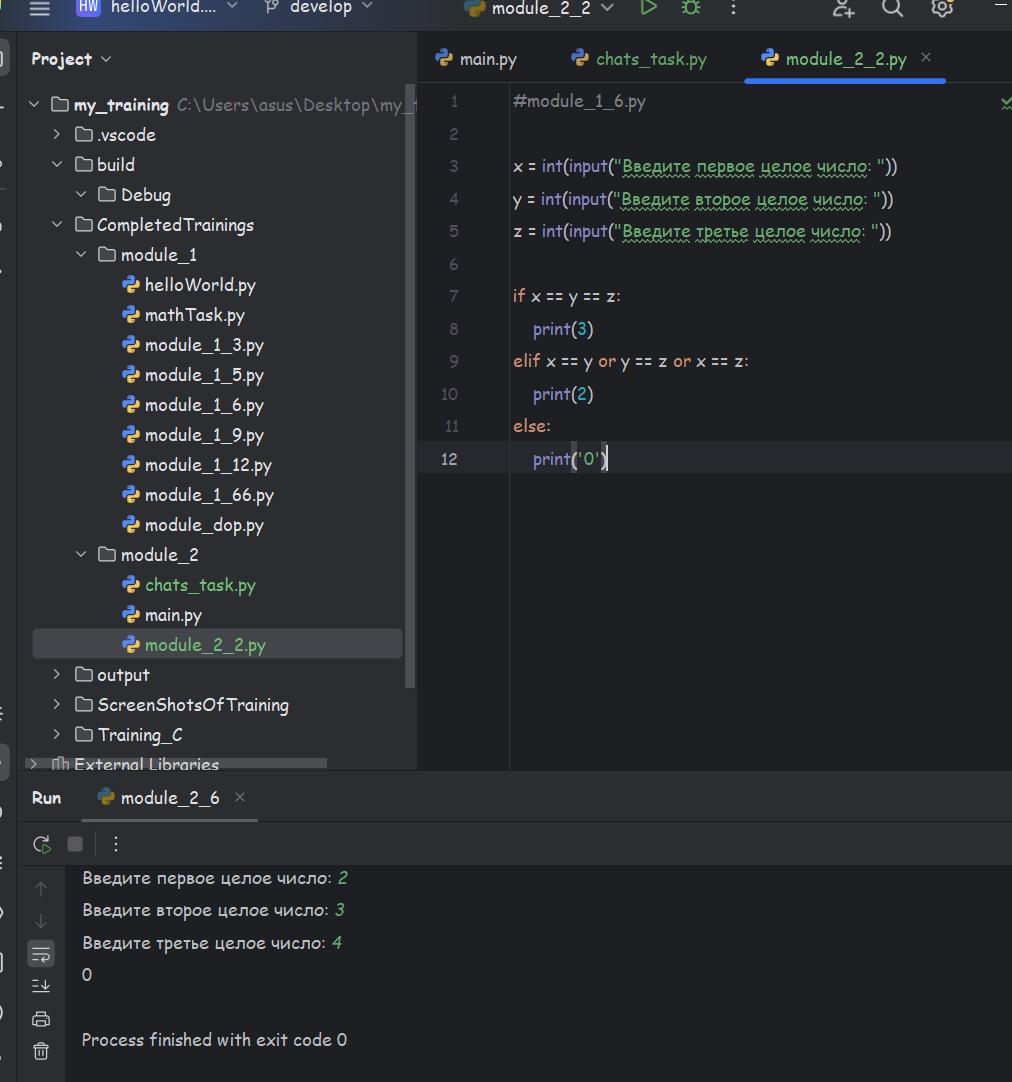 HW helloWorld.... develop module_2_2
Project
main.py chats_task.py module_2_2.py
my_training C:\Users\asus\Desktop\my_
.vscode
build
Debug
CompletedTrainings
module_1
helloWorld.py
mathTask.py
module_1_3.py
module_1_5.py
module_1_6.py
module_1_9.py
module_1_12.py
module_1_66.py
module_dop.py
module_2
chats_task.py
main.py
module_2_2.py
output
ScreenShotsOfTraining
Training_C
External Libraries
1 #module_1_6.py
2
3 x = int(input("Введите первое целое число: "))
4 y = int(input("Введите второе целое число: "))
5 z = int(input("Введите третье целое число: "))
6
7 if x == y == z:
8 print(3)
9 elif x == y or y == z or x == z:
10 print(2)
11 else:
12 print('0')
Run module_2_6
Введите первое целое число: 2
Введите второе целое число: 3
Введите третье целое число: 4
0
Process finished with exit code 0